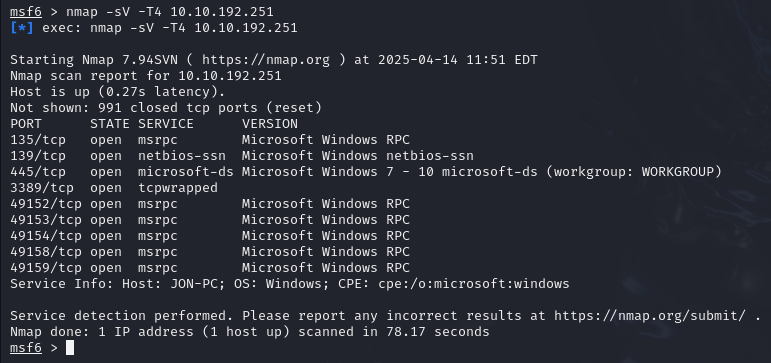 msf6 > nmap -sV -T4 10.10.192.251
[*] exec: nmap -sV -T4 10.10.192.251

Starting Nmap 7.94SVN ( https://nmap.org ) at 2025-04-14 11:51 EDT
Nmap scan report for 10.10.192.251
Host is up (0.27s latency).
Not shown: 991 closed tcp ports (reset)
PORT      STATE SERVICE      VERSION
135/tcp   open  msrpc        Microsoft Windows RPC
139/tcp   open  netbios-ssn  Microsoft Windows netbios-ssn
445/tcp   open  microsoft-ds Microsoft Windows 7 - 10 microsoft-ds (workgroup: WORKGROUP)
3389/tcp  open  tcpwrapped
49152/tcp open  msrpc        Microsoft Windows RPC
49153/tcp open  msrpc        Microsoft Windows RPC
49154/tcp open  msrpc        Microsoft Windows RPC
49158/tcp open  msrpc        Microsoft Windows RPC
49159/tcp open  msrpc        Microsoft Windows RPC
Service Info: Host: JON-PC; OS: Windows; CPE: cpe:/o:microsoft:windows

Service detection performed. Please report any incorrect results at https://nmap.org/submit/ .
Nmap done: 1 IP address (1 host up) scanned in 78.17 seconds
msf6 >